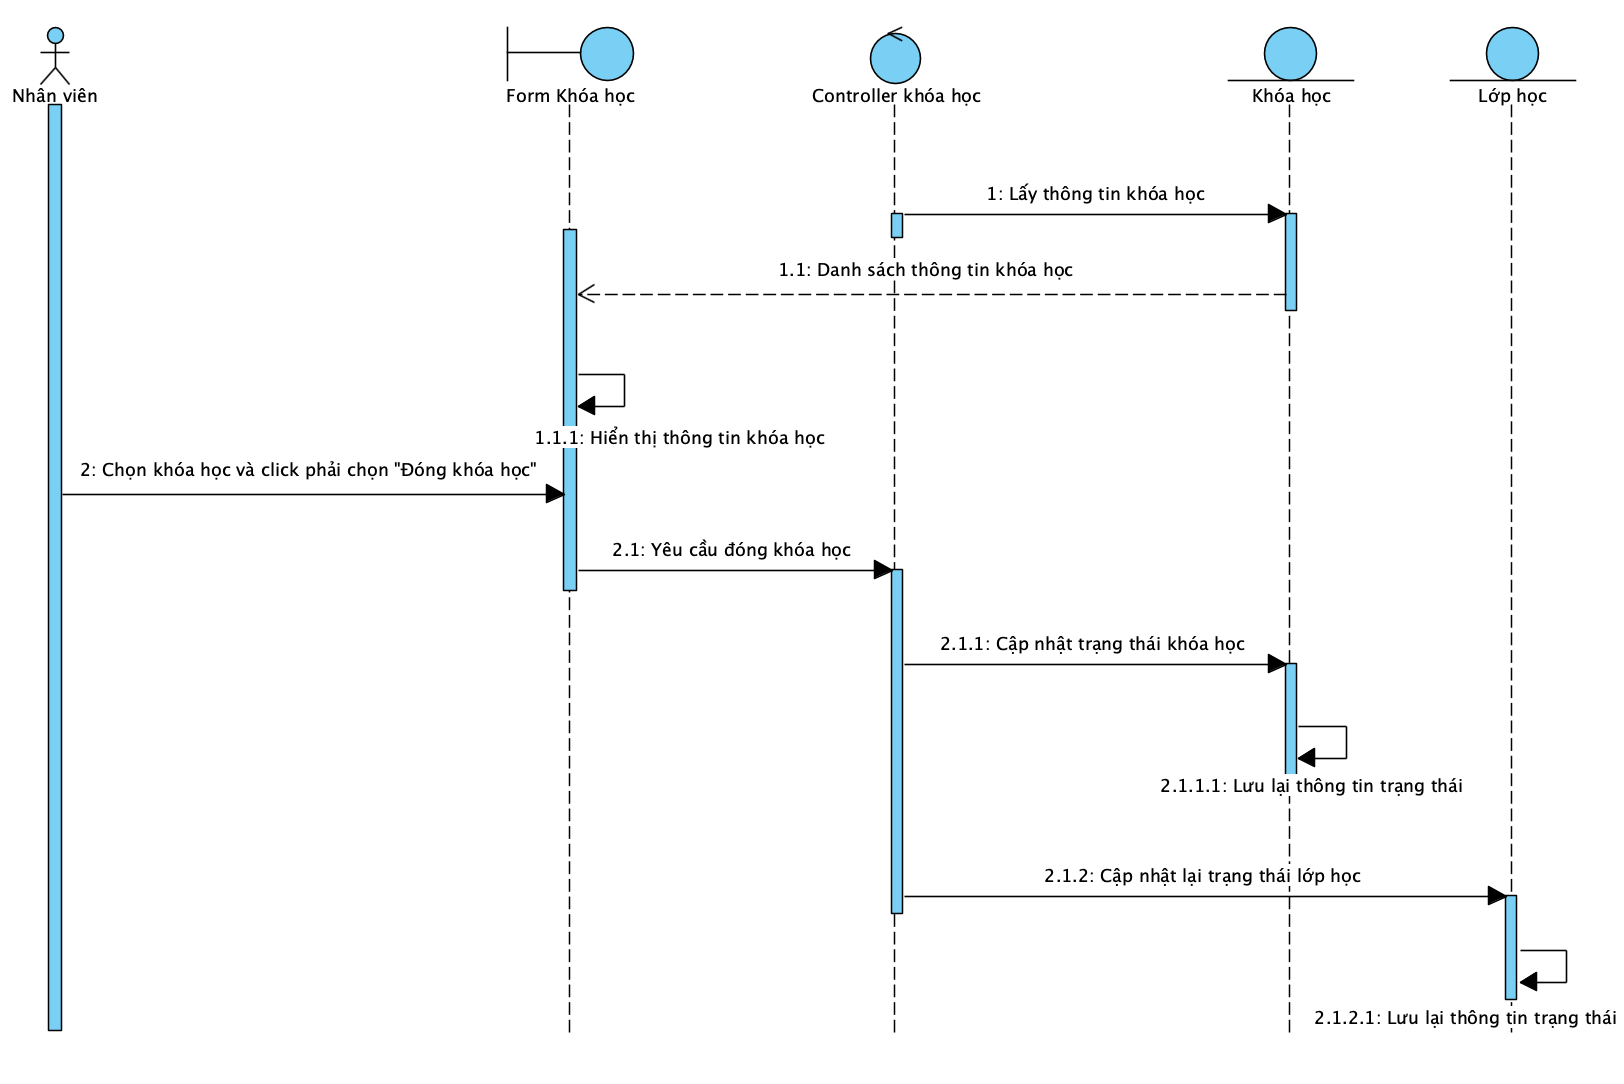 Nhân viên
Form Khóa học
Controller khóa học
Khóa học
Lớp học
1: Lấy thông tin khóa học
1.1: Danh sách thông tin khóa học
1.1.1: Hiển thị thông tin khóa học
2: Chọn khóa học và click phải chọn "Đóng khóa học"
2.1: Yêu cầu đóng khóa học
2.1.1: Cập nhật trạng thái khóa học
2.1.1.1: Lưu lại thông tin trạng thái
2.1.2: Cập nhật lại trạng thái lớp học
2.1.2.1: Lưu lại thông tin trạng thái